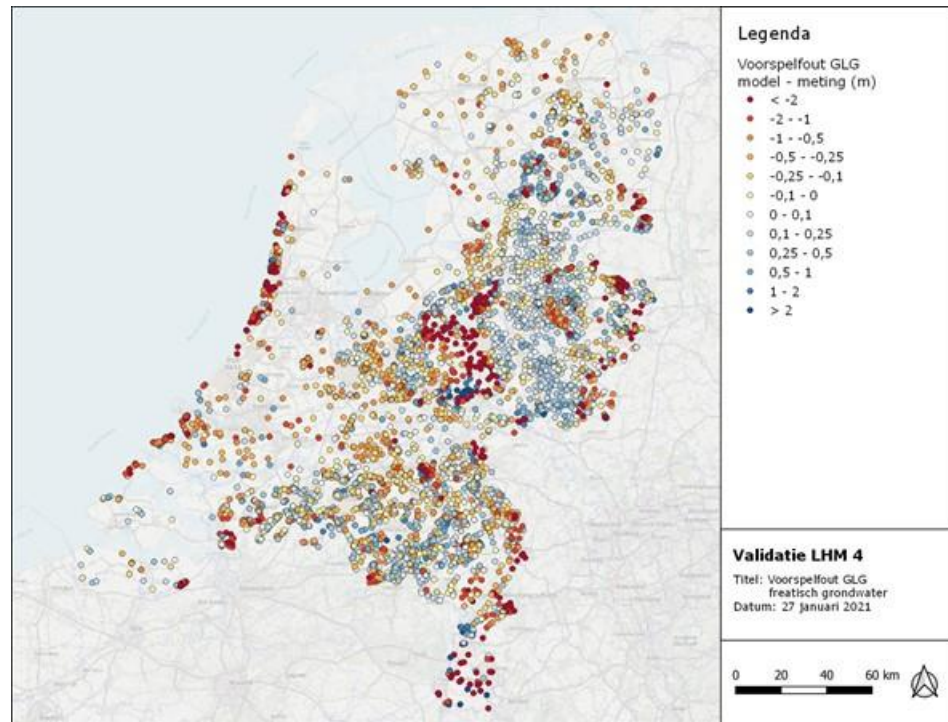 Legenda
Voorspelfout GLG
model - meting (m)
< -2
-2 - -1
-1 - -0,5
-0,5 - -0,25
-0,25 - -0,1
-0,1 - 0
0 - 0,1
0,1 - 0,25
0,25 - 0,5
0,5 - 1
1 - 2
> 2
Validatie LHM 4
Titel: Voorspelfout GLG
freatisch grondwater
Datum: 27 januari 2021
0 20 40 60 km